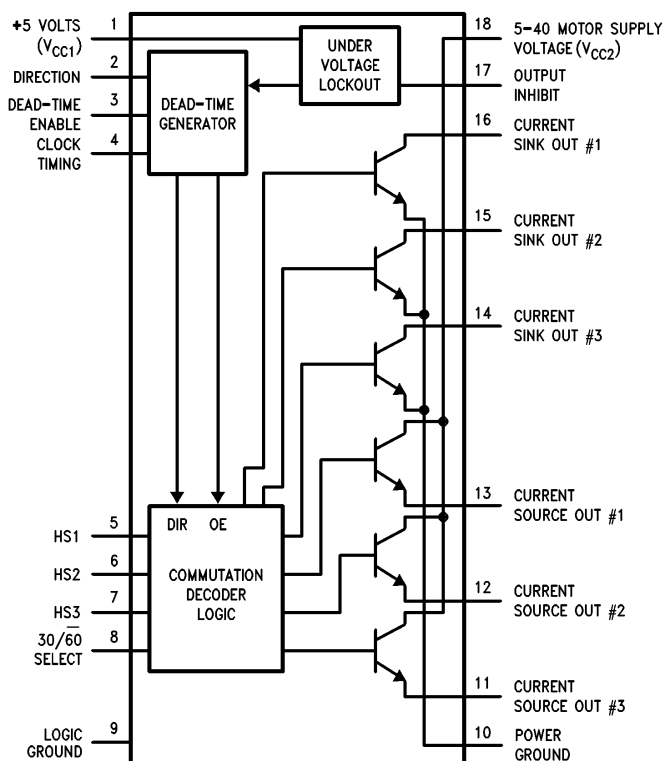 +5 VOLTS
(VCC1)
1
DIRECTION
2
DEAD-TIME
ENABLE
3
CLOCK
TIMING
4
DEAD-TIME
GENERATOR
UNDER
VOLTAGE
LOCKOUT
18
5-40 MOTOR SUPPLY
VOLTAGE (VCC2)
17
OUTPUT
INHIBIT
16
CURRENT
SINK OUT #1
15
CURRENT
SINK OUT #2
14
CURRENT
SINK OUT #3
DIR OE
COMMUTATION
DECODER
LOGIC
HS1
5
HS2
6
HS3
7
30/6̅0̅
SELECT
8
LOGIC
GROUND
9
13
CURRENT
SOURCE OUT #1
12
CURRENT
SOURCE OUT #2
11
CURRENT
SOURCE OUT #3
10
POWER
GROUND